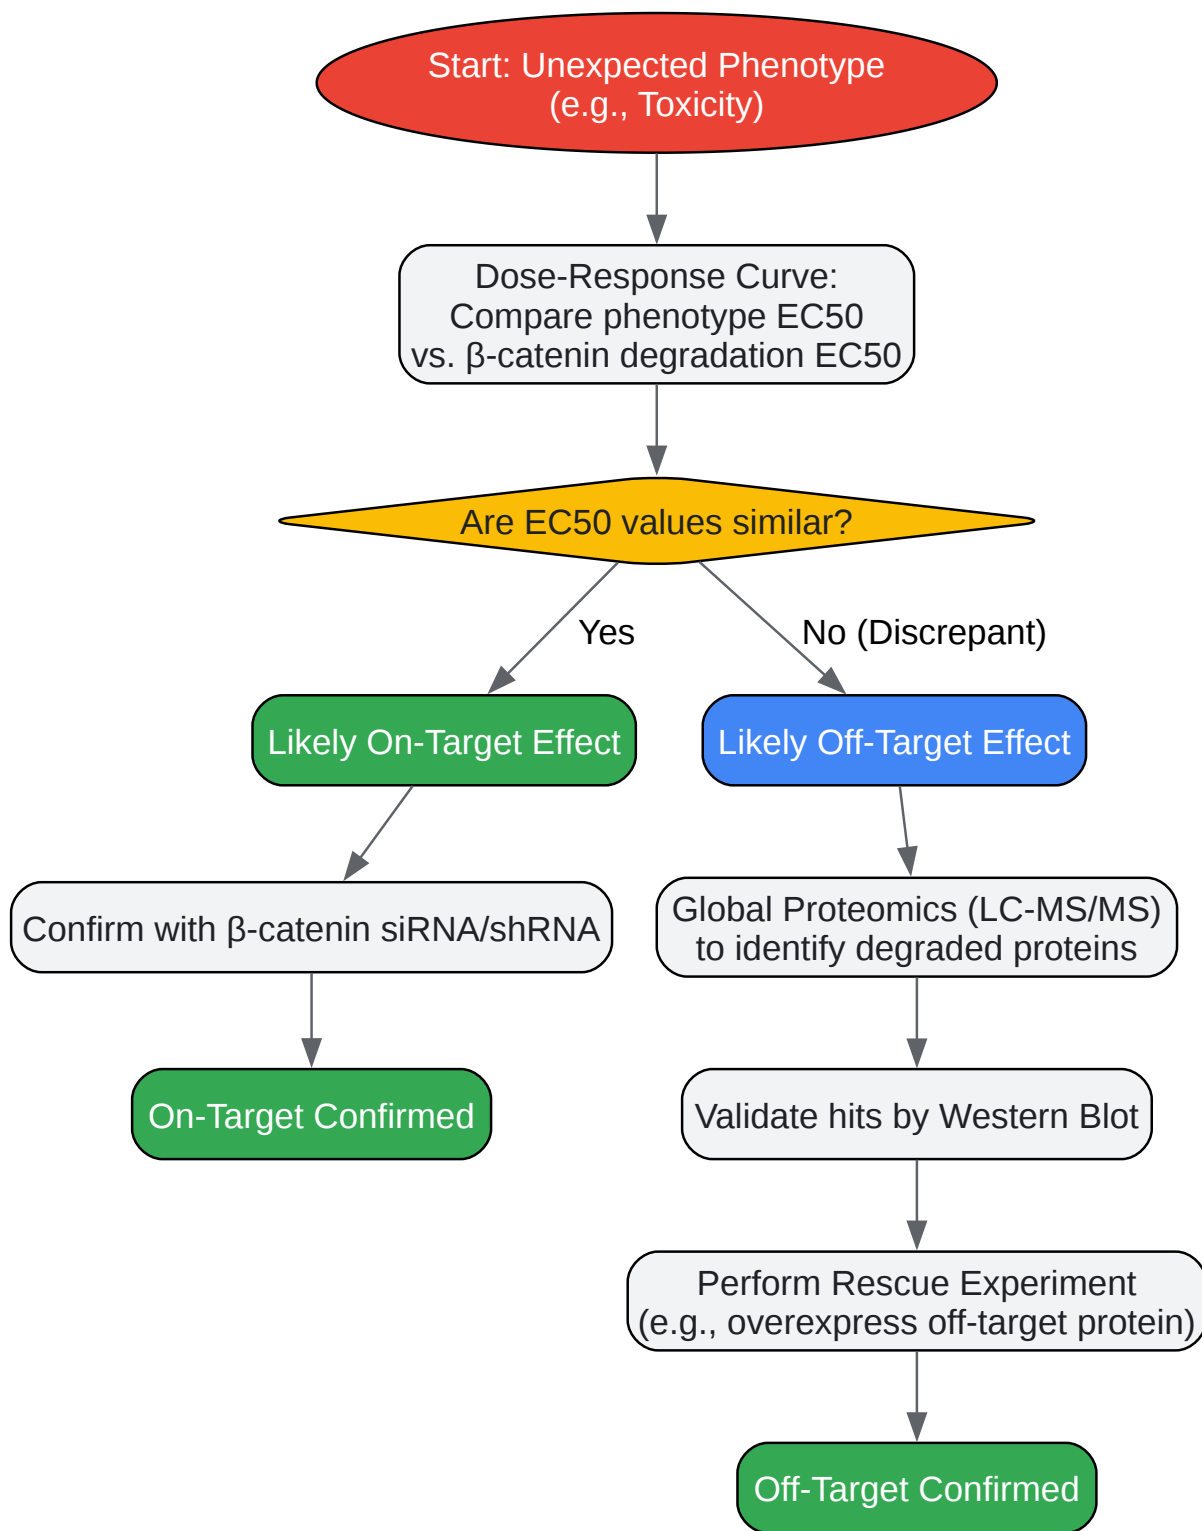 Start: Unexpected Phenotype
(e.g., Toxicity)
Dose-Response Curve:
Compare phenotype EC50
vs. β-catenin degradation EC50
Are EC50 values similar?
Yes
No (Discrepant)
Likely On-Target Effect
Likely Off-Target Effect
Confirm with β-catenin siRNA/shRNA
Global Proteomics (LC-MS/MS)
to identify degraded proteins
On-Target Confirmed
Validate hits by Western Blot
Perform Rescue Experiment
(e.g., overexpress off-target protein)
Off-Target Confirmed